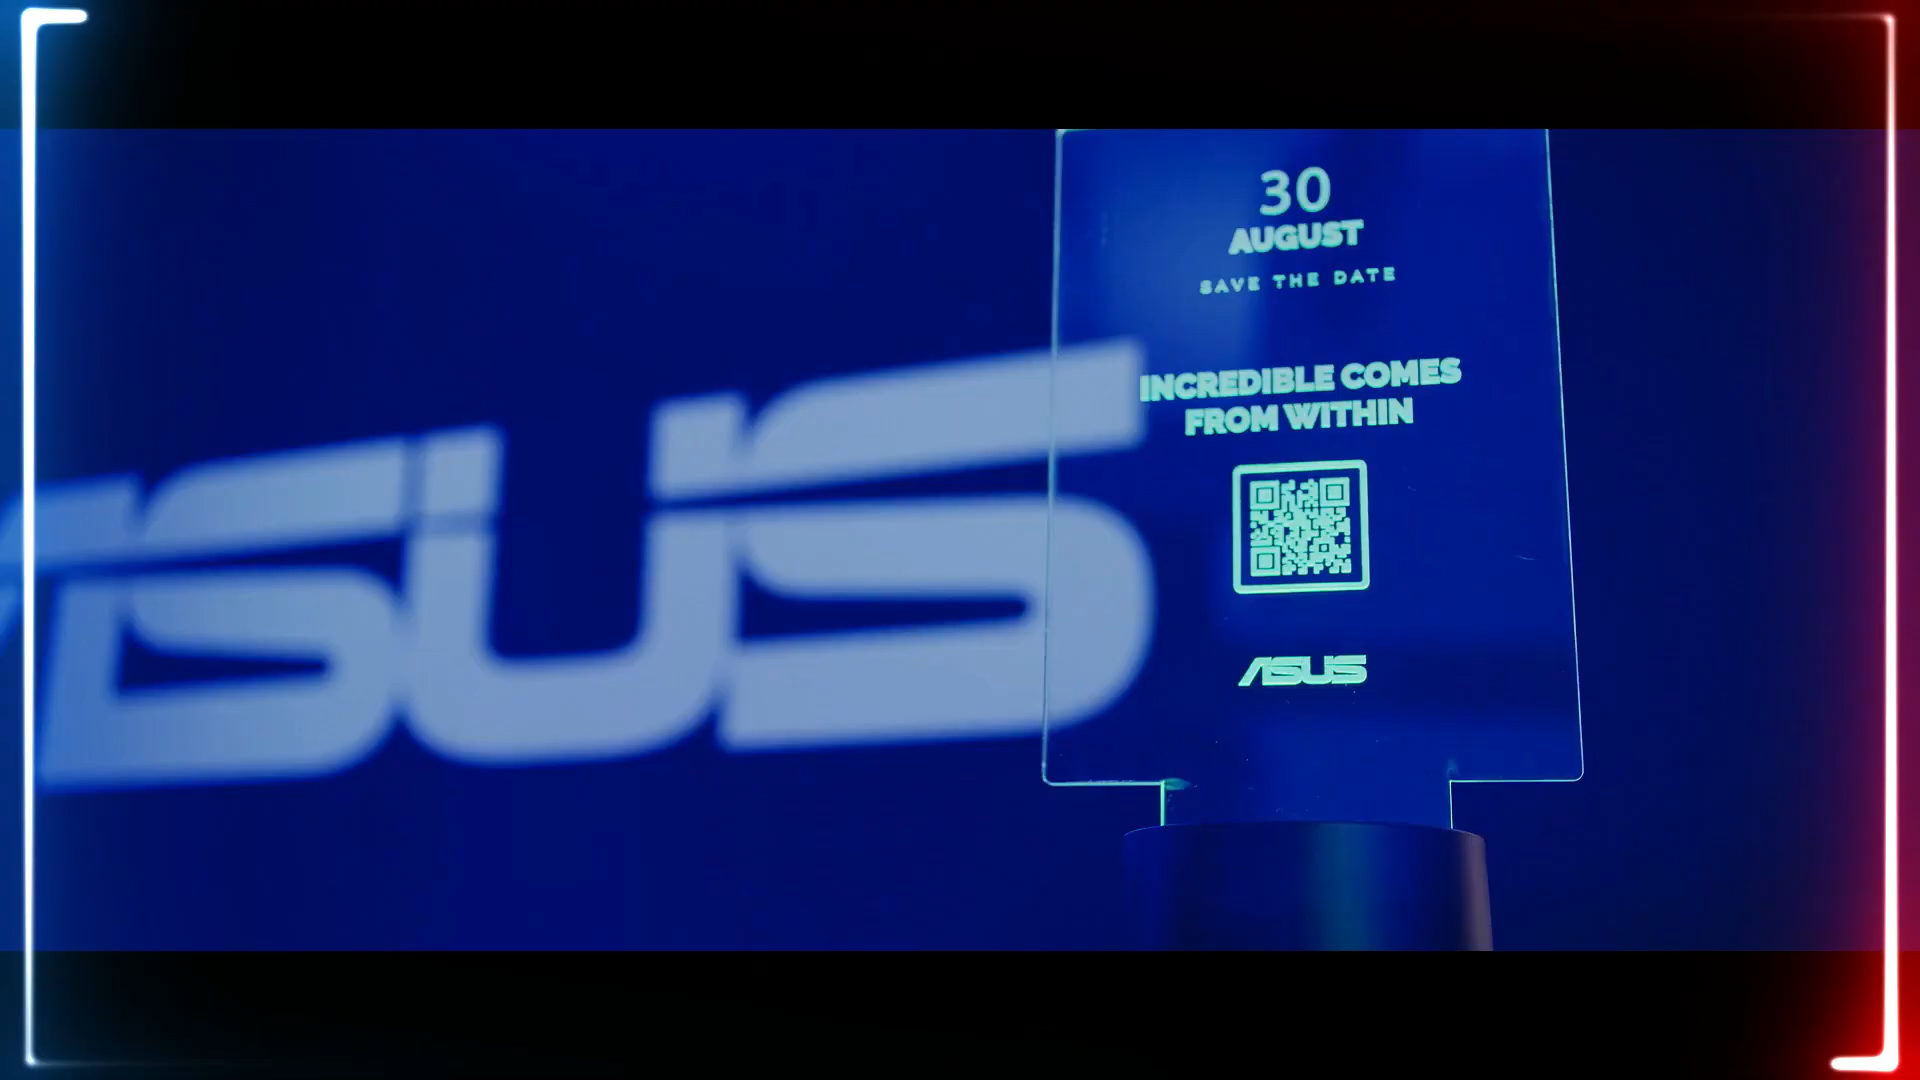 ASUS
30
AUGUST
SAVE THE DATE
INCREDIBLE COMES
FROM WITHIN
ASUS